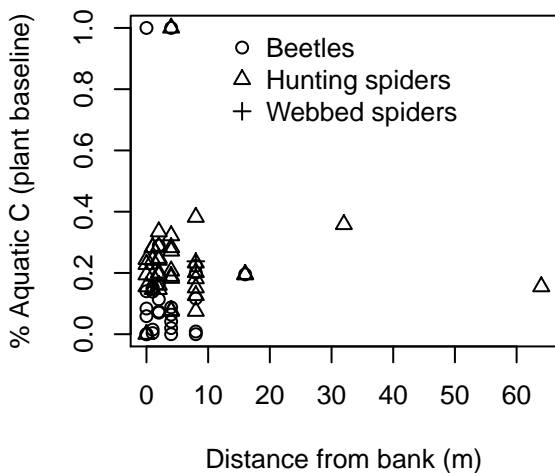 % Aquatic C (plant baseline)
1.0
0.8
0.6
0.4
0.2
0.0
Beetles
Hunting spiders
Webbed spiders
0 10 20 30 40 50 60
Distance from bank (m)